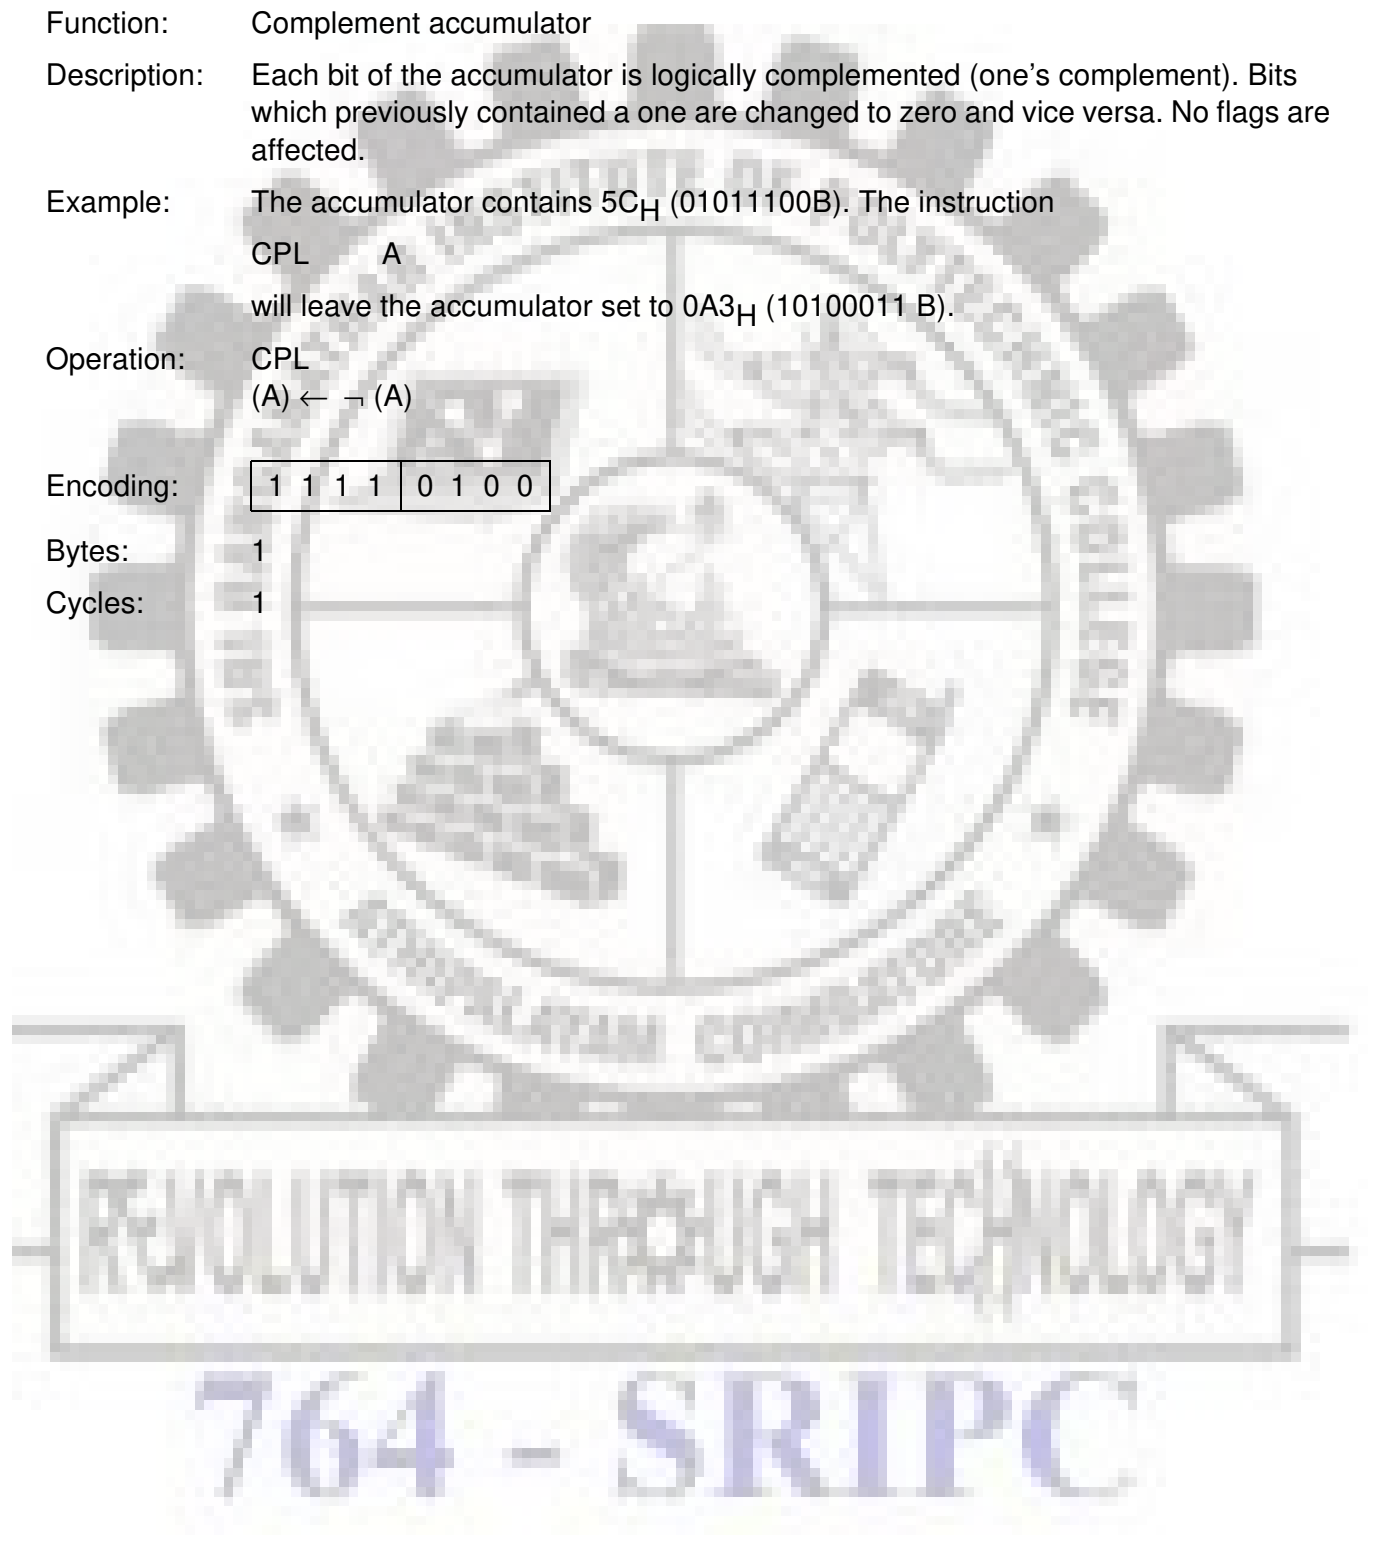 Function: Complement accumulator
Description: Each bit of the accumulator is logically complemented (one's complement). Bits
which previously contained a one are changed to zero and vice versa. No flags are
affected.
Example: The accumulator contains 5CH (01011100B). The instruction
CPL A
will leave the accumulator set to 0A3H (10100011 B).
Operation: CPL
(A) ← ¬ (A)
Encoding: 1 1 1 1 0 1 0 0
Bytes: 1
Cycles: 1
COLLEGE
REVOLUTION THROUGH TECHNOLOGY
764 - SRIPC